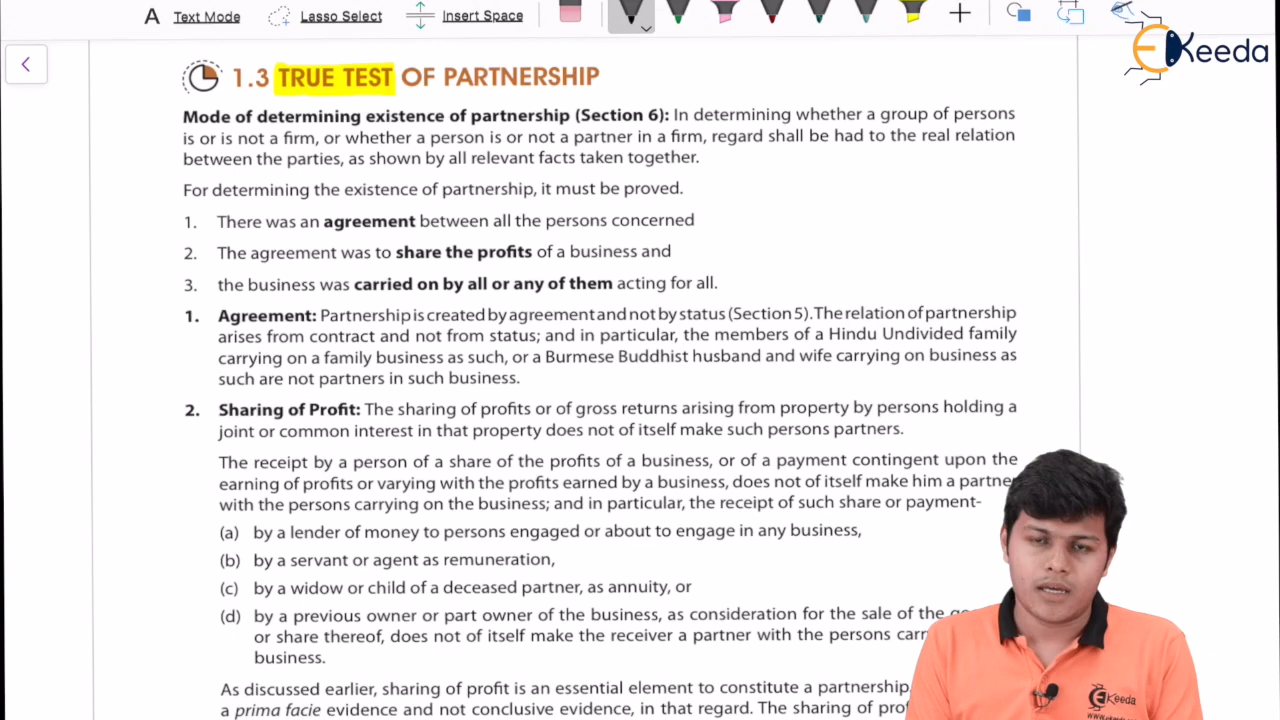 A Text Mode Lasso Select Insert Space
EKeeda
1.3 TRUE TEST OF PARTNERSHIP
Mode of determining existence of partnership (Section 6): In determining whether a group of persons
is or is not a firm, or whether a person is or not a partner in a firm, regard shall be had to the real relation
between the parties, as shown by all relevant facts taken together.
For determining the existence of partnership, it must be proved.
1. There was an agreement between all the persons concerned
2. The agreement was to share the profits of a business and
3. the business was carried on by all or any of them acting for all.
1. Agreement: Partnership is created by agreement and not by status (Section 5). The relation of partnership
arises from contract and not from status; and in particular, the members of a Hindu Undivided family
carrying on a family business as such, or a Burmese Buddhist husband and wife carrying on business as
such are not partners in such business.
2. Sharing of Profit: The sharing of profits or of gross returns arising from property by persons holding a
joint or common interest in that property does not of itself make such persons partners.
The receipt by a person of a share of the profits of a business, or of a payment contingent upon the
earning of profits or varying with the profits earned by a business, does not of itself make him a partne
with the persons carrying on the business; and in particular, the receipt of such share or payment-
(a) by a lender of money to persons engaged or about to engage in any business,
(b) by a servant or agent as remuneration,
(c) by a widow or child of a deceased partner, as annuity, or
(d) by a previous owner or part owner of the business, as consideration for the sale of the
or share thereof, does not of itself make the receiver a partner with the persons carr
business.
As discussed earlier, sharing of profit is an essential element to constitute a partnership
a prima facie evidence and not conclusive evidence, in that regard. The sharing of prof
EKeeda